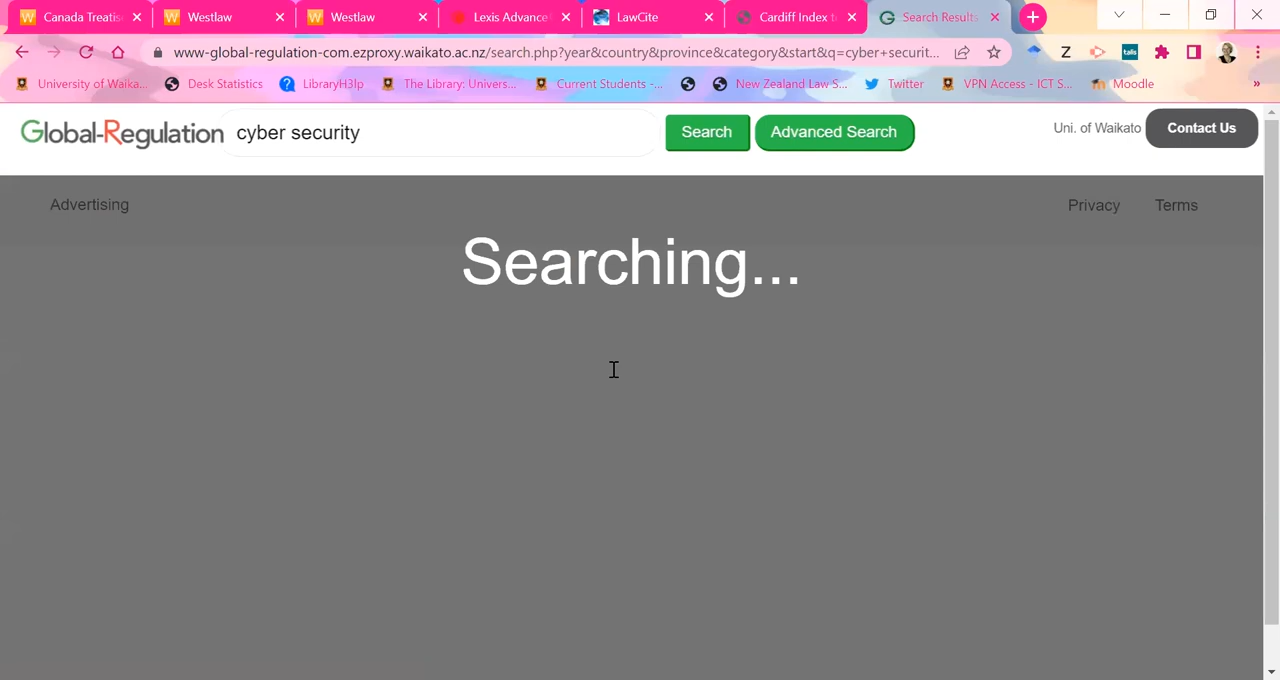 Canada Treatis Westlaw Westlaw Lexis Advance LawCite Cardiff Index t Search Results
www-global-regulation-com.ezproxy.waikato.ac.nz/search.php?year&country&province&category&start&q=cyber+securit...
Z talis
University of Waika... Desk Statistics LibraryH3lp The Library: Univers... Current Students -... New Zealand Law S... Twitter VPN Access - ICT S... Moodle »
Global-Regulation cyber security Search Advanced Search Uni. of Waikato Contact Us
Advertising Privacy Terms
Searching...